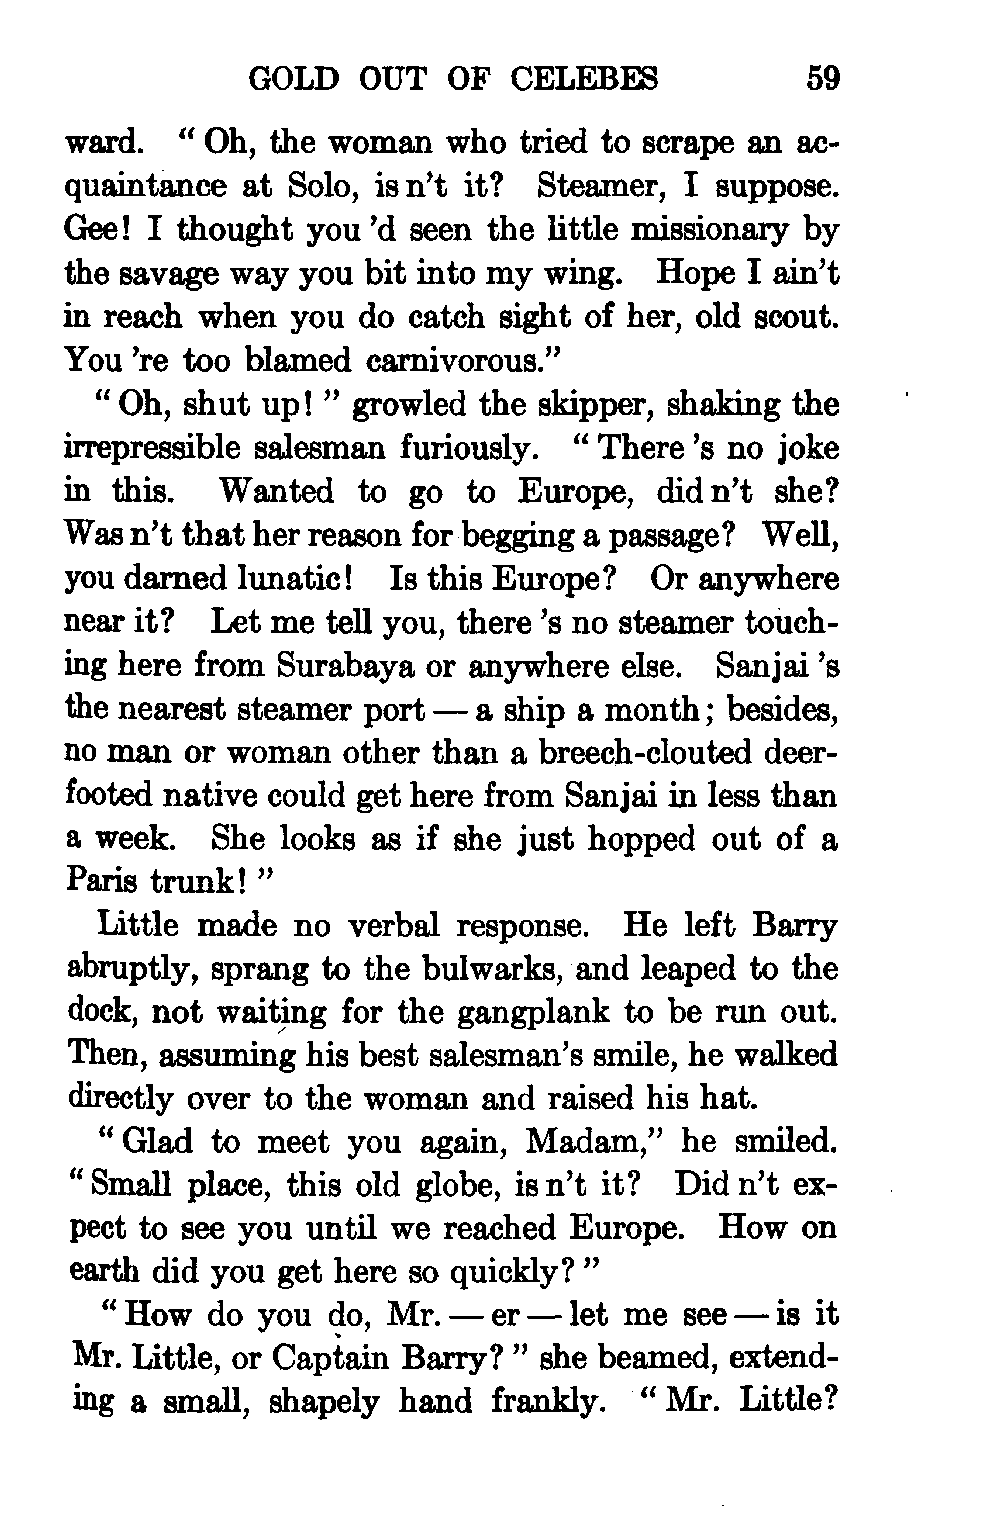 GOLD OUT OF CELEBES 59
ward. “ Oh, the woman who tried to scrape an ac-
quaintance at Solo, is n’t it? Steamer, I suppose.
Gee! I thought you ’d seen the little missionary by
the savage way you bit into my wing. Hope I ain’t
in reach when you do catch sight of her, old scout.
You ’re too blamed carnivorous.”
“ Oh, shut up! ” growled the skipper, shaking the
irrepressible salesman furiously. “ There ’s no joke
in this. Wanted to go to Europe, did n’t she?
Was n’t that her reason for begging a passage? Well,
you darned lunatic! Is this Europe? Or anywhere
near it? Let me tell you, there ’s no steamer touch-
ing here from Surabaya or anywhere else. Sanjai ’s
the nearest steamer port — a ship a month; besides,
no man or woman other than a breech-clouted deer-
footed native could get here from Sanjai in less than
a week. She looks as if she just hopped out of a
Paris trunk! ”
Little made no verbal response. He left Barry
abruptly, sprang to the bulwarks, and leaped to the
dock, not waiting for the gangplank to be run out.
Then, assuming his best salesman’s smile, he walked
directly over to the woman and raised his hat.
“ Glad to meet you again, Madam,” he smiled.
“ Small place, this old globe, is n’t it? Did n’t ex-
pect to see you until we reached Europe. How on
earth did you get here so quickly? ”
“ How do you do, Mr. — er — let me see — is it
Mr. Little, or Captain Barry? ” she beamed, extend-
ing a small, shapely hand frankly. “ Mr. Little?